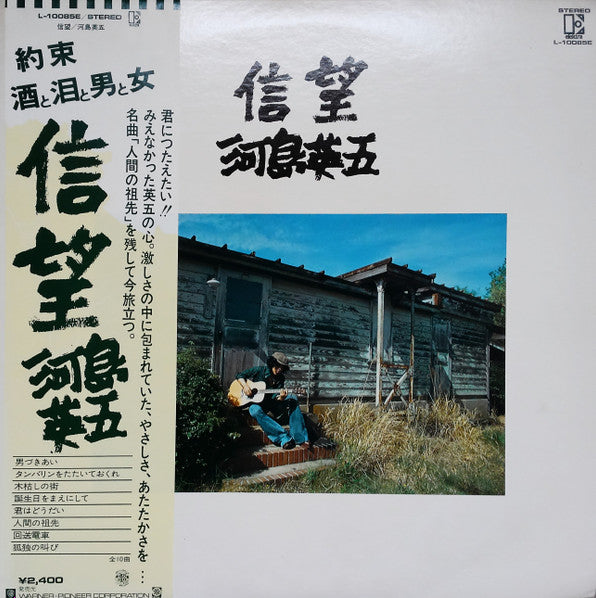 L-10085E／STEREO
信望／河島英五
約束
酒と泪と男と女
信望
河島
英五
君につたえたい!!
みえなかった英五の心。激しさの中に包まれていた、やさしさ、あたたかさを…
名曲「人間の祖先」を残して今旅立つ。
男づきあい
タンバリンをたたいておくれ
木枯しの街
誕生日をまえにして
君はどうだい
人間の祖先
回送電車
孤独の叫び
全10曲
¥2,400
発売元
WARNER-PIONEER CORPORATION
信望
河島英五
STEREO
elektra
L-10085E